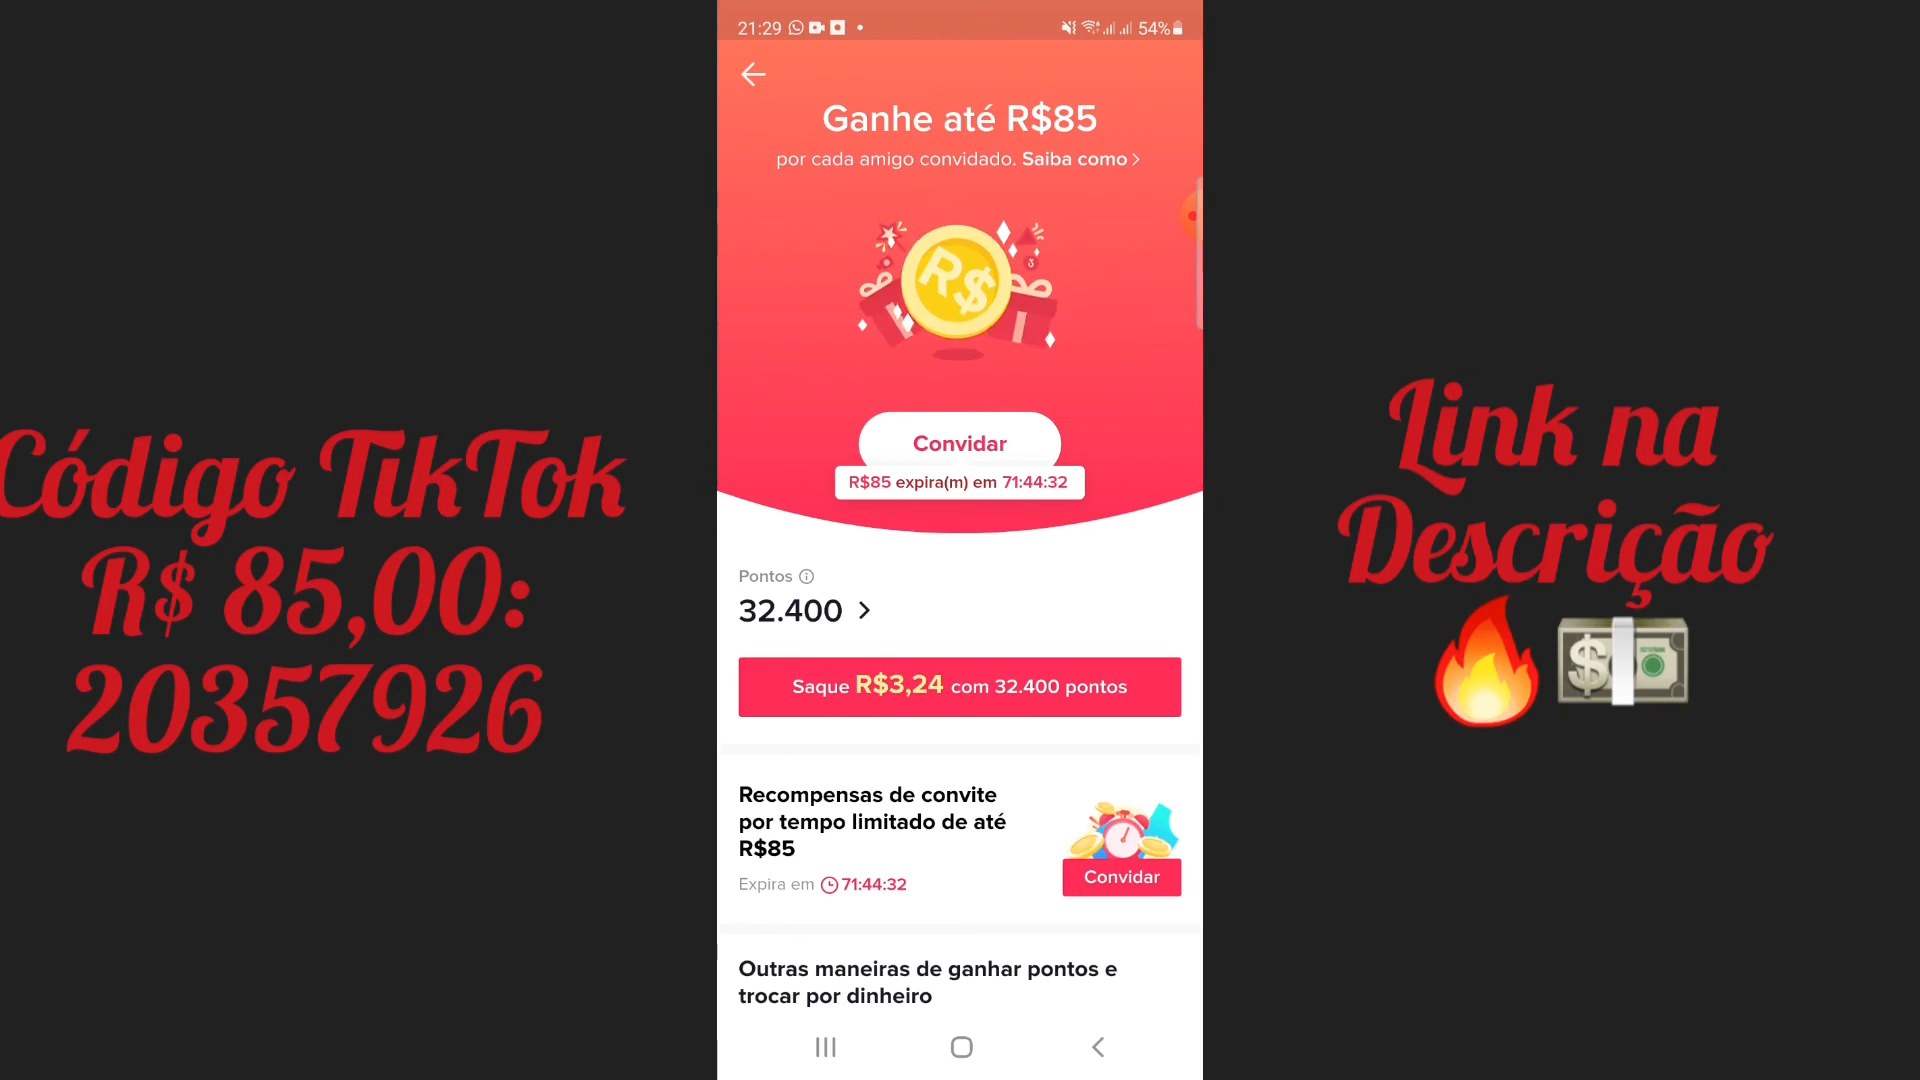 21:29
54%
Ganhe até R$85
por cada amigo convidado. Saiba como >
R$
Convidar
R$85 expira(m) em 71:44:32
Código TikTok
R$ 85,00:
20357926
Link na
Descrição
Pontos
32.400 >
Saque R$3,24 com 32.400 pontos
Recompensas de convite
por tempo limitado de até
R$85
Expira em 71:44:32
Convidar
Outras maneiras de ganhar pontos e
trocar por dinheiro